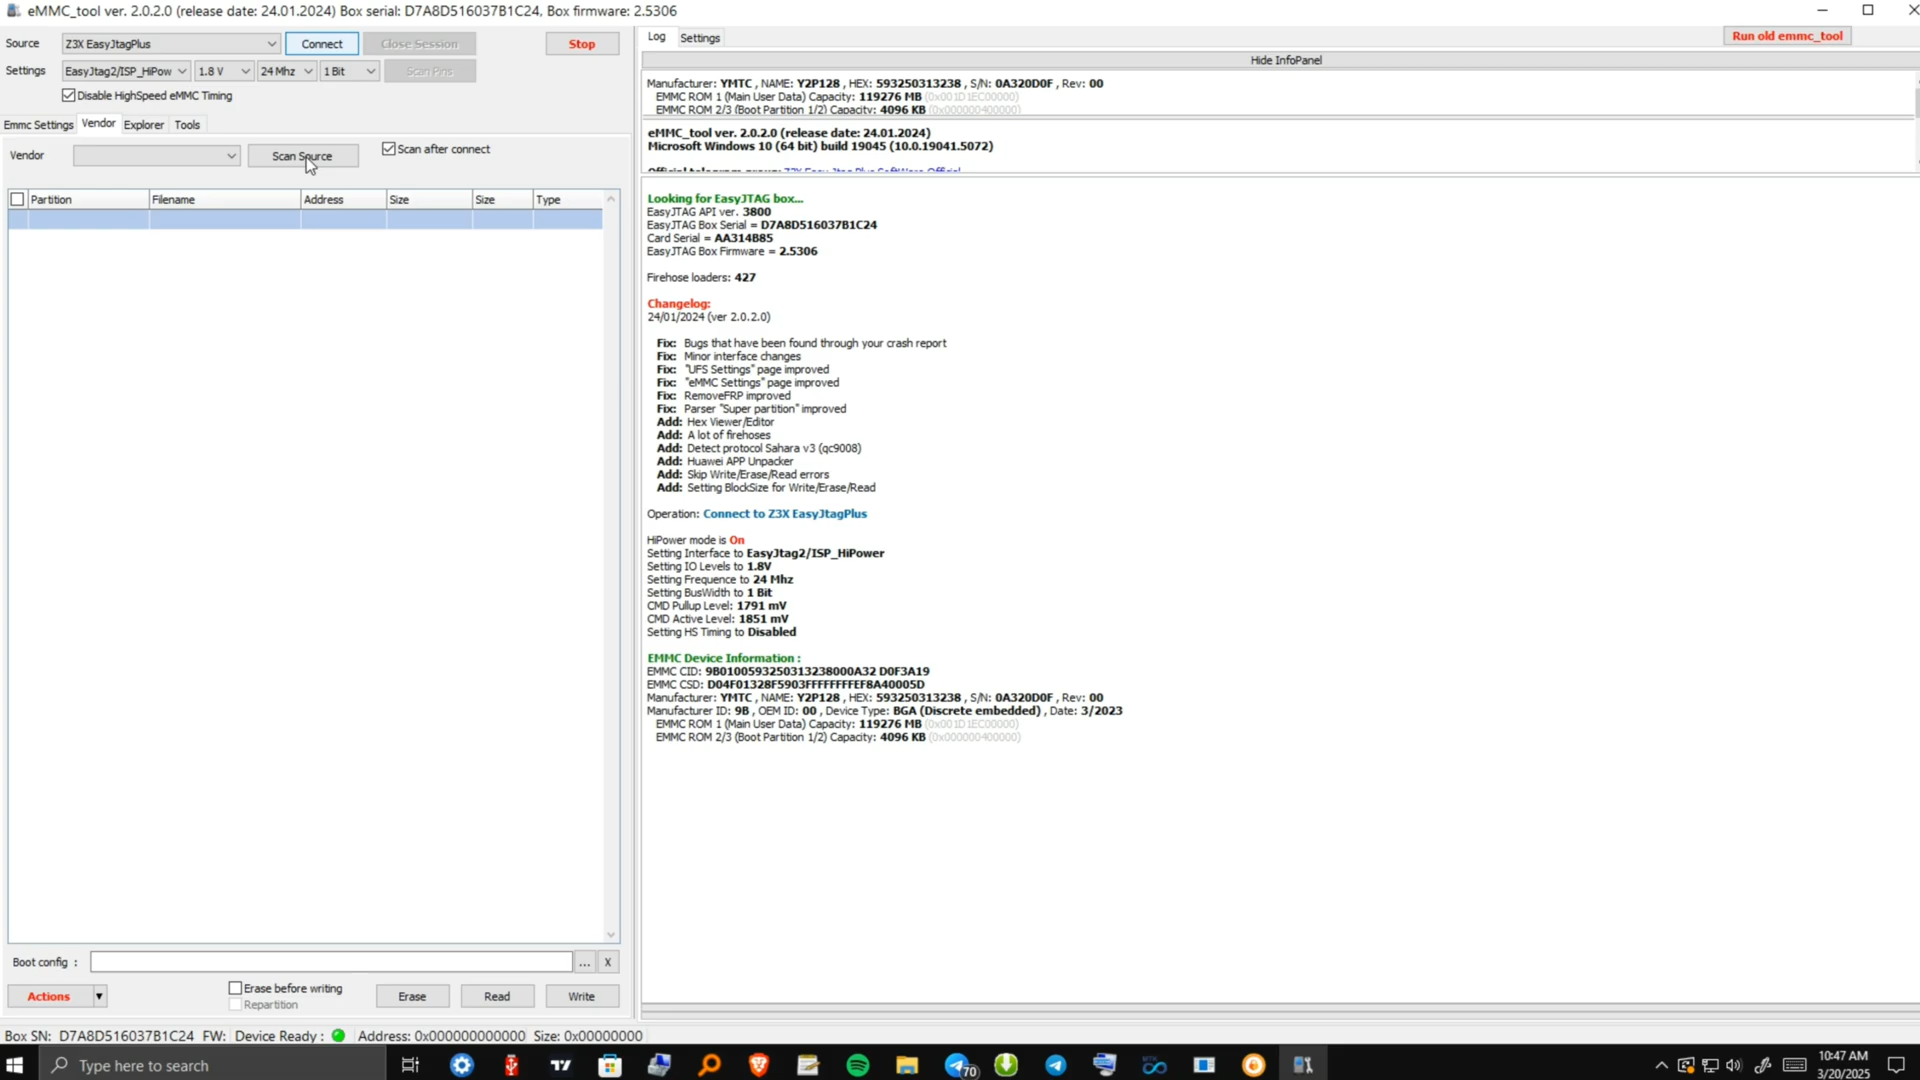 eMMC_tool ver. 2.0.2.0 (release date: 24.01.2024) Box serial: D7A8D516037B1C24, Box firmware: 2.5306
Source Z3X EasyJtagPlus Connect Close Session Stop
Settings EasyJtag2/ISP_HiPow 1.8 V 24 Mhz 1 Bit Scan Pins
Disable HighSpeed eMMC Timing
Emmc Settings Vendor Explorer Tools
Vendor Scan Source Scan after connect
Partition Filename Address Size Size Type
Boot config : ... X
Actions Erase before writing Erase Read Write
Repartition
Log Settings Run old emmc_tool
Hide InfoPanel
Manufacturer: YMTC , NAME: Y2P128 , HEX: 593250313238 , S/N: 0A320D0F , Rev: 00
EMMC ROM 1 (Main User Data) Capacity: 119276 MB (0x001D1EC00000)
EMMC ROM 2/3 (Boot Partition 1/2) Capacity: 4096 KB (0x000000400000)
eMMC_tool ver. 2.0.2.0 (release date: 24.01.2024)
Microsoft Windows 10 (64 bit) build 19045 (10.0.19041.5072)
Official telegram group: Z3X Easy Jtag Plus SoftWare Official
Looking for EasyJTAG box...
EasyJTAG API ver. 3800
EasyJTAG Box Serial = D7A8D516037B1C24
Card Serial = AA314B85
EasyJTAG Box Firmware = 2.5306
Firehose loaders: 427
Changelog:
24/01/2024 (ver 2.0.2.0)
Fix: Bugs that have been found through your crash report
Fix: Minor interface changes
Fix: "UFS Settings" page improved
Fix: "eMMC Settings" page improved
Fix: RemoveFRP improved
Fix: Parser "Super partition" improved
Add: Hex Viewer/Editor
Add: A lot of firehoses
Add: Detect protocol Sahara v3 (qc9008)
Add: Huawei APP Unpacker
Add: Skip Write/Erase/Read errors
Add: Setting BlockSize for Write/Erase/Read
Operation: Connect to Z3X EasyJtagPlus
HiPower mode is On
Setting Interface to EasyJtag2/ISP_HiPower
Setting IO Levels to 1.8V
Setting Frequency to 24 Mhz
Setting BusWidth to 1 Bit
CMD Pullup Level: 1791 mV
CMD Active Level: 1851 mV
Setting HS Timing to Disabled
EMMC Device Information :
EMMC CID: 9B0100593250313238000A32 D0F3A19
EMMC CSD: D04F01328F5903FFFFFFFFEF8A40005D
Manufacturer: YMTC , NAME: Y2P128 , HEX: 593250313238 , S/N: 0A320D0F , Rev: 00
Manufacturer ID: 9B , OEM ID: 00 , Device Type: BGA (Discrete embedded) , Date: 3/2023
EMMC ROM 1 (Main User Data) Capacity: 119276 MB (0x001D1EC00000)
EMMC ROM 2/3 (Boot Partition 1/2) Capacity: 4096 KB (0x000000400000)
Box SN: D7A8D516037B1C24 FW: Device Ready : Address: 0x000000000000 Size: 0x00000000
Type here to search 70 10:47 AM
3/20/2025